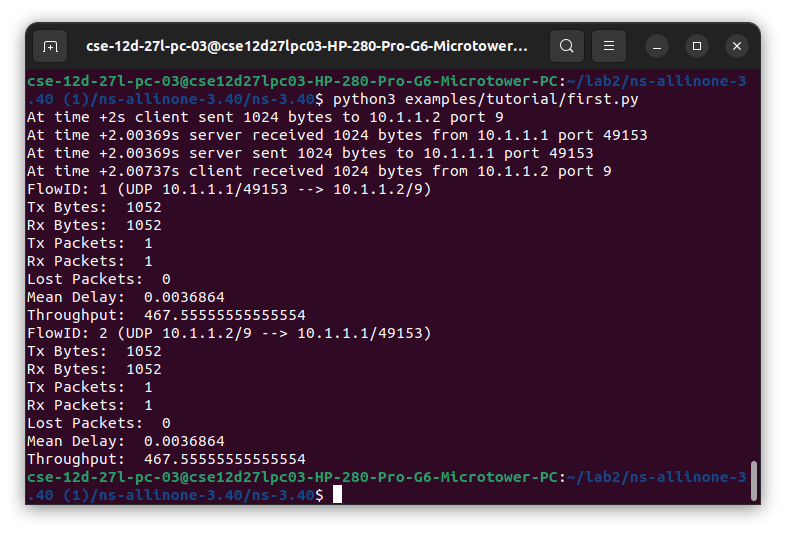 cse-12d-27l-pc-03@cse12d27lpc03-HP-280-Pro-G6-Microtower...
cse-12d-27l-pc-03@cse12d27lpc03-HP-280-Pro-G6-Microtower-PC:~/lab2/ns-allinone-3
.40 (1)/ns-allinone-3.40/ns-3.40$ python3 examples/tutorial/first.py
At time +2s client sent 1024 bytes to 10.1.1.2 port 9
At time +2.00369s server received 1024 bytes from 10.1.1.1 port 49153
At time +2.00369s server sent 1024 bytes to 10.1.1.1 port 49153
At time +2.00737s client received 1024 bytes from 10.1.1.2 port 9
FlowID: 1 (UDP 10.1.1.1/49153 --> 10.1.1.2/9)
Tx Bytes:  1052
Rx Bytes:  1052
Tx Packets:  1
Rx Packets:  1
Lost Packets:  0
Mean Delay:  0.0036864
Throughput:  467.55555555555554
FlowID: 2 (UDP 10.1.1.2/9 --> 10.1.1.1/49153)
Tx Bytes:  1052
Rx Bytes:  1052
Tx Packets:  1
Rx Packets:  1
Lost Packets:  0
Mean Delay:  0.0036864
Throughput:  467.55555555555554
cse-12d-27l-pc-03@cse12d27lpc03-HP-280-Pro-G6-Microtower-PC:~/lab2/ns-allinone-3
.40 (1)/ns-allinone-3.40/ns-3.40$